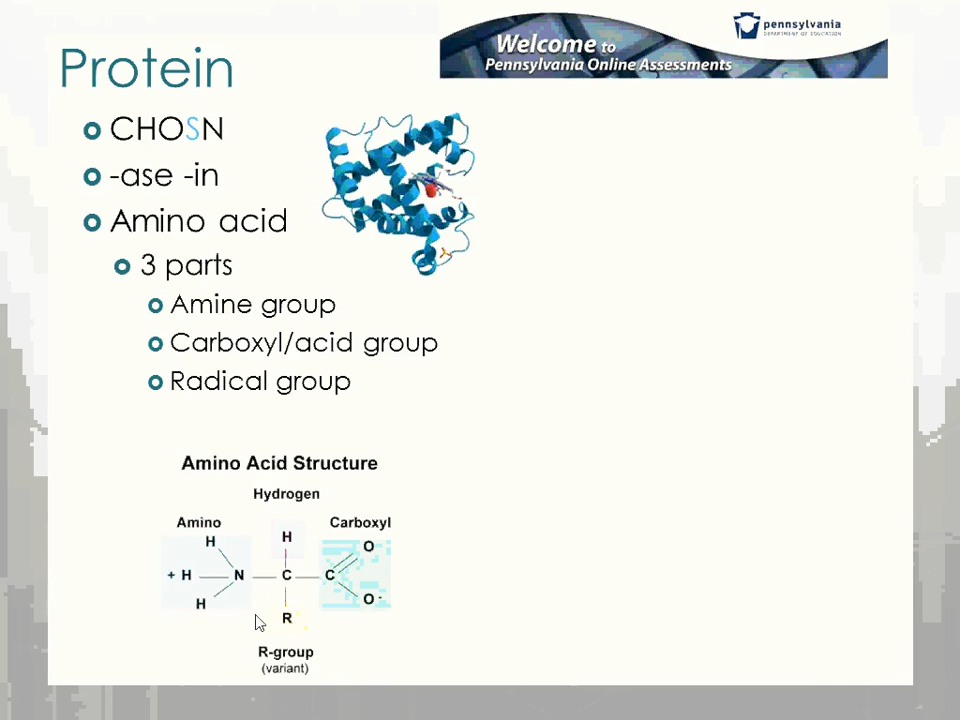 Protein
pennsylvania
DEPARTMENT OF EDUCATION
Welcome to
Pennsylvania Online Assessments
CHOSN
-ase -in
Amino acid
3 parts
Amine group
Carboxyl/acid group
Radical group
Amino Acid Structure
Hydrogen
Amino
Carboxyl
H
H
O
+ H
N
C
C
H
O -
R
R-group
(variant)